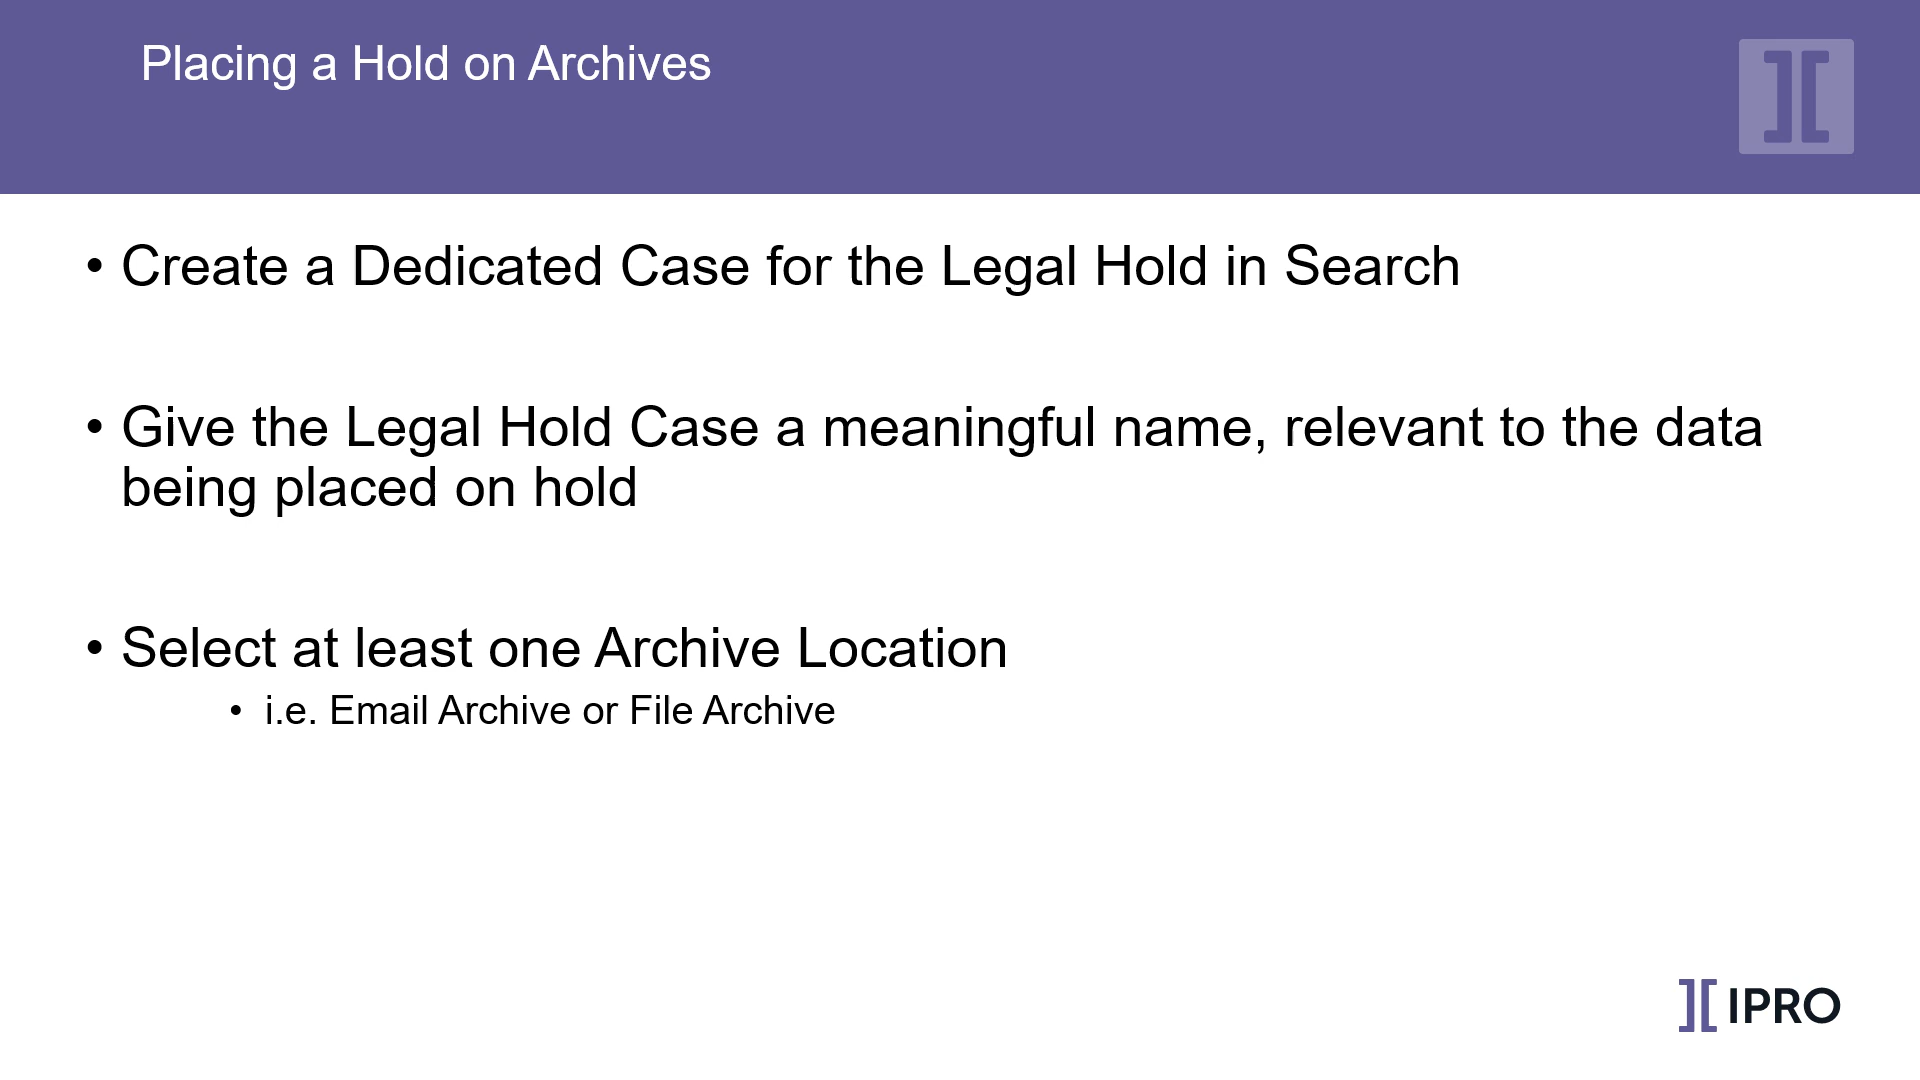 Placing a Hold on Archives
• Create a Dedicated Case for the Legal Hold in Search
• Give the Legal Hold Case a meaningful name, relevant to the data
being placed on hold
• Select at least one Archive Location
• i.e. Email Archive or File Archive
IPRO